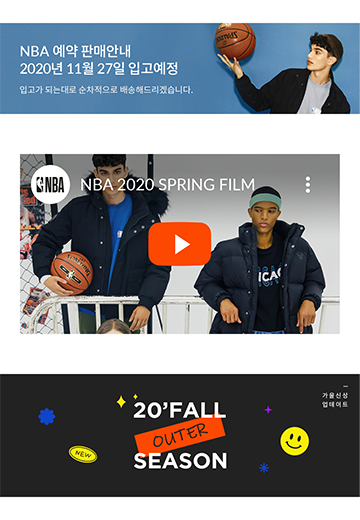 NBA 예약 판매안내
2020년 11월 27일 입고예정
입고가 되는대로 순차적으로 배송해드리겠습니다.
NBA
NBA 2020 SPRING FILM
ICAG
20'FALL
OUTER
SEASON
NEW
가을신상
업데이트